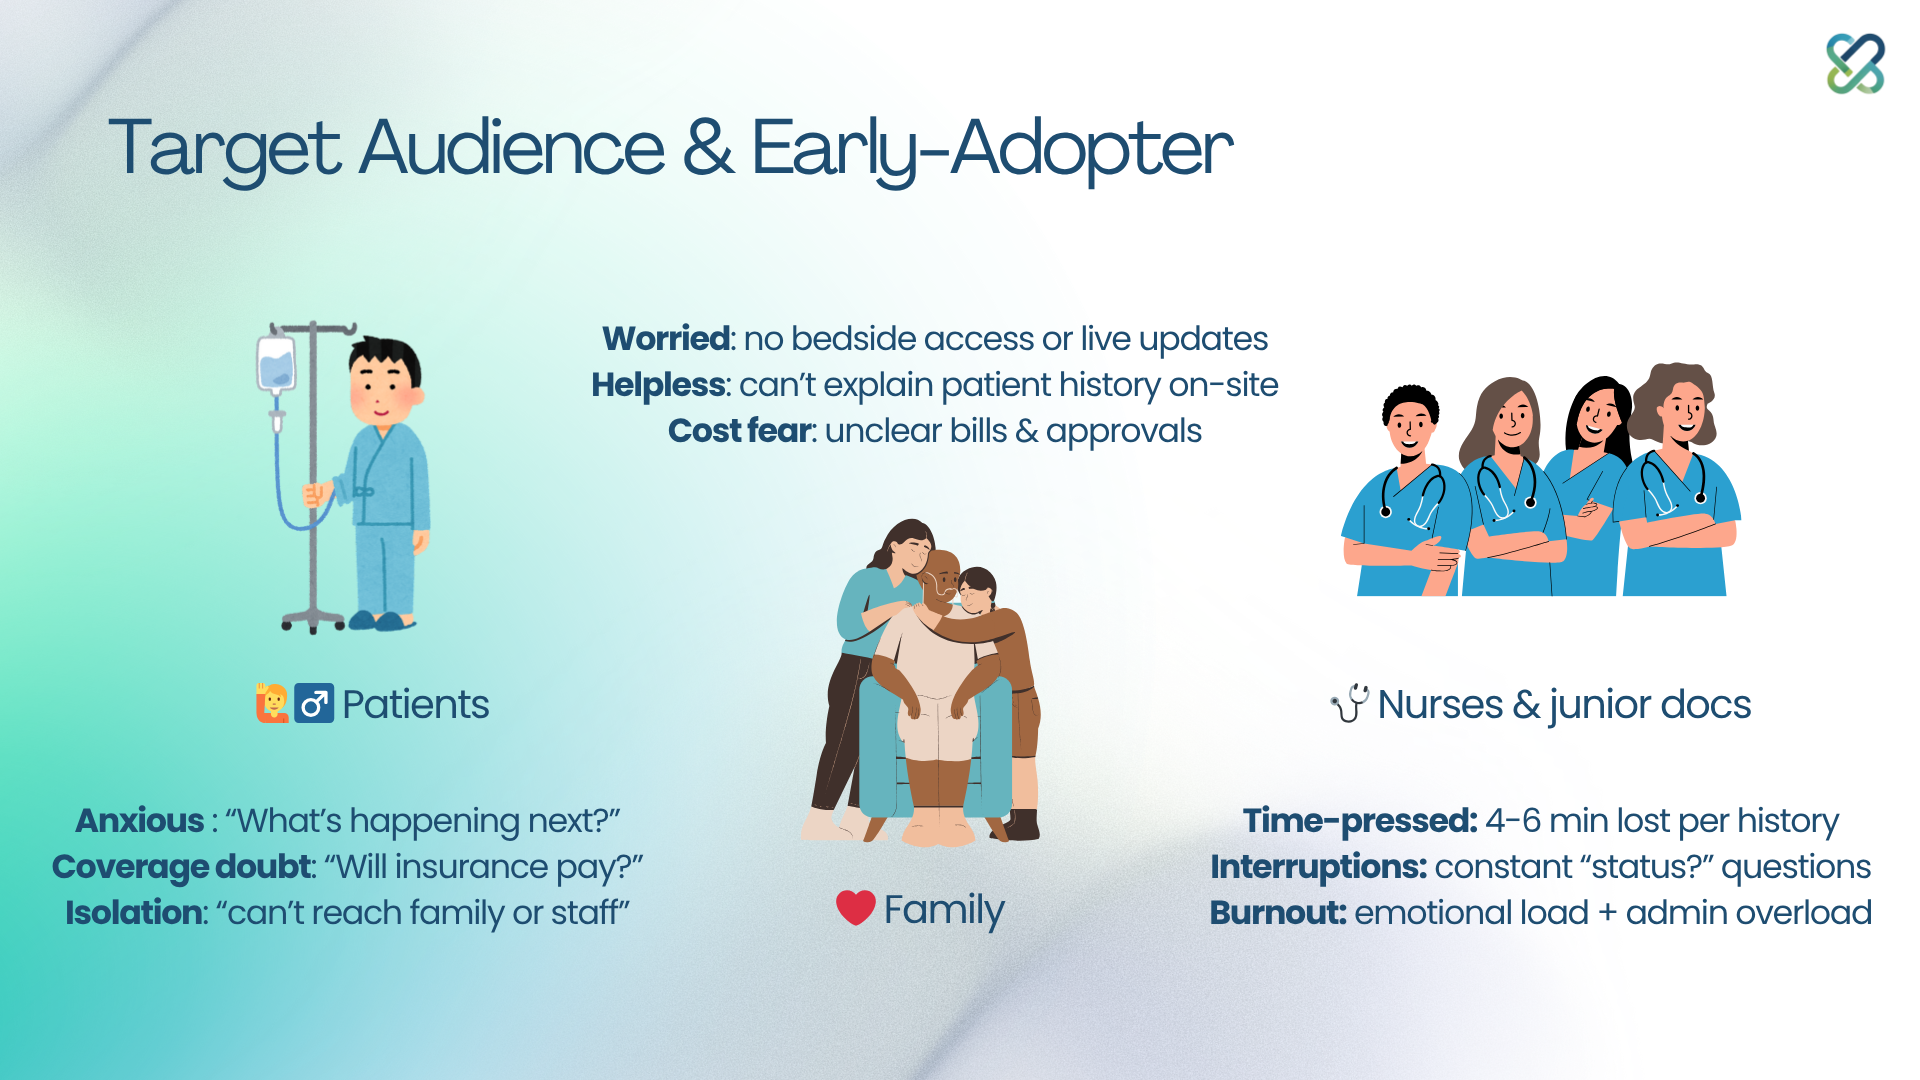 Target Audience & Early-Adopter
Worried: no bedside access or live updates
Helpless: can’t explain patient history on-site
Cost fear: unclear bills & approvals
🙋♂️ Patients
🩺 Nurses & junior docs
Anxious : “What’s happening next?”
Coverage doubt: “Will insurance pay?”
Isolation: “can’t reach family or staff”
❤️ Family
Time-pressed: 4-6 min lost per history
Interruptions: constant “status?” questions
Burnout: emotional load + admin overload